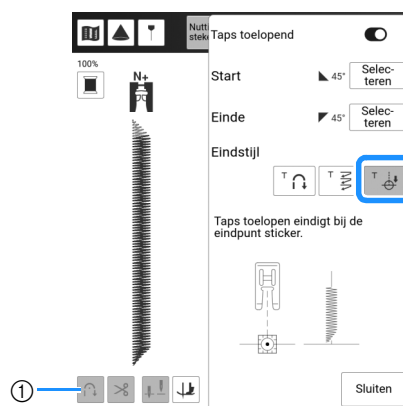 Nutti
steke
Taps toelopend
100%
N+
Start
45°
Selec-
teren
Einde
45°
Selec-
teren
Eindstijl
T
T
T
Taps toelopen eindigt bij de
eindpunt sticker.
1
Sluiten